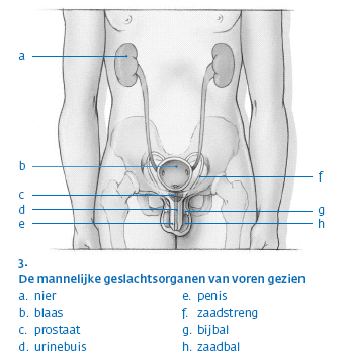 a
b
f
c
d
g
e
h
3.
De mannelijke geslachtsorganen van voren gezien
a. nier
e. penis
b. blaas
f. zaadstreng
c. prostaat
g. bijbal
d. urinebuis
h. zaadbal